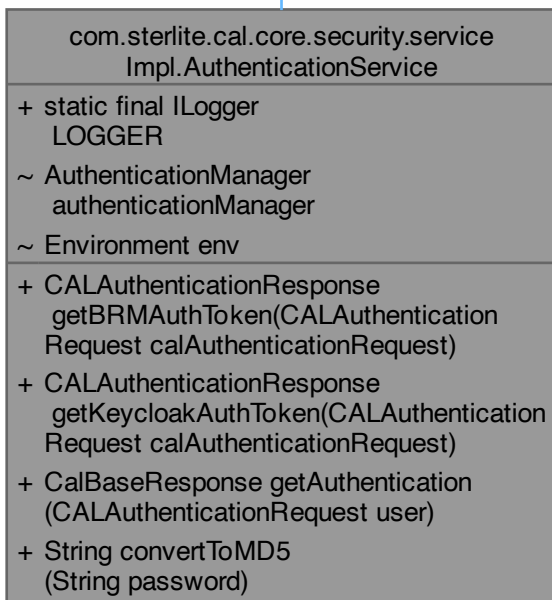 com.sterlite.cal.core.security.service
Impl.AuthenticationService
+ static final ILogger
LOGGER
~ AuthenticationManager
authenticationManager
~ Environment env
+ CALAuthenticationResponse
getBRMAuthToken(CALAuthentication
Request calAuthenticationRequest)
+ CALAuthenticationResponse
getKeycloakAuthToken(CALAuthentication
Request calAuthenticationRequest)
+ CalBaseResponse getAuthentication
(CALAuthenticationRequest user)
+ String convertToMD5
(String password)